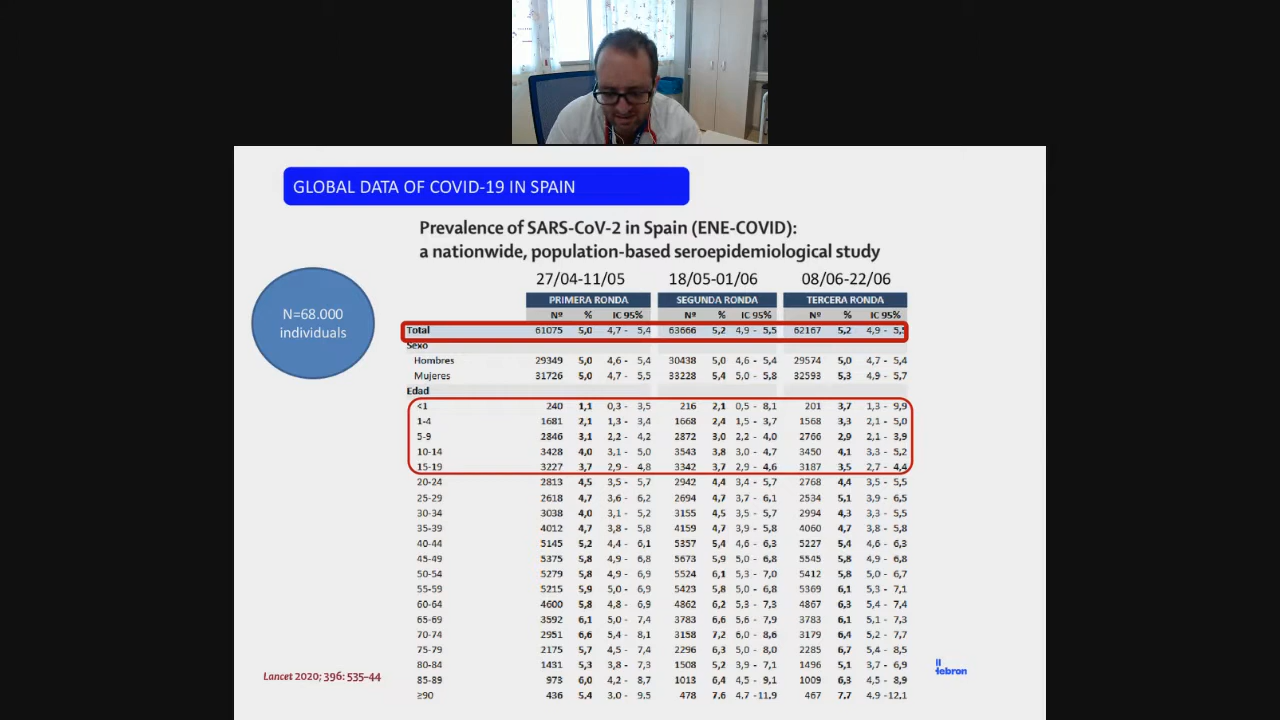 GLOBAL DATA OF COVID-19 IN SPAIN
Prevalence of SARS-CoV-2 in Spain (ENE-COVID):
a nationwide, population-based seroepidemiological study
N=68.000
individuals
27/04-11/05 18/05-01/06 08/06-22/06
PRIMERA RONDA SEGUNDA RONDA TERCERA RONDA
Nº % IC 95% Nº % IC 95% Nº % IC 95%
Total 61075 5,0 4,7 - 5,4 63666 5,2 4,9 - 5,5 62167 5,2 4,9 - 5,5
Sexo
Hombres 29349 5,0 4,6 - 5,4 30438 5,0 4,6 - 5,4 29574 5,0 4,7 - 5,4
Mujeres 31726 5,0 4,7 - 5,5 33228 5,4 5,0 - 5,8 32593 5,3 4,9 - 5,7
Edad
<1 240 1,1 0,3 - 3,5 216 2,1 0,5 - 8,1 201 3,7 1,3 - 9,9
1-4 1681 2,1 1,3 - 3,4 1668 2,4 1,5 - 3,7 1568 3,3 2,1 - 5,0
5-9 2846 3,1 2,2 - 4,2 2872 3,0 2,2 - 4,0 2766 2,9 2,1 - 3,9
10-14 3428 4,0 3,1 - 5,0 3543 3,8 3,0 - 4,7 3450 4,1 3,3 - 5,2
15-19 3227 3,7 2,9 - 4,8 3342 3,7 2,9 - 4,6 3187 3,5 2,7 - 4,4
20-24 2813 4,5 3,5 - 5,7 2942 4,4 3,4 - 5,7 2768 4,4 3,5 - 5,5
25-29 2618 4,7 3,6 - 6,2 2694 4,7 3,7 - 6,1 2534 5,1 3,9 - 6,5
30-34 3038 4,0 3,1 - 5,2 3155 4,5 3,5 - 5,7 2994 4,3 3,3 - 5,5
35-39 4012 4,7 3,8 - 5,8 4159 4,7 3,9 - 5,8 4060 4,7 3,8 - 5,8
40-44 5145 5,2 4,4 - 6,1 5357 5,4 4,6 - 6,3 5227 5,4 4,6 - 6,3
45-49 5375 5,8 4,9 - 6,8 5673 5,9 5,0 - 6,8 5545 5,8 4,9 - 6,8
50-54 5279 5,8 4,9 - 6,9 5524 6,1 5,3 - 7,0 5412 5,8 5,0 - 6,7
55-59 5215 5,9 5,0 - 6,9 5423 5,8 5,0 - 6,8 5369 6,1 5,3 - 7,1
60-64 4600 5,8 4,8 - 6,9 4862 6,2 5,3 - 7,3 4867 6,3 5,4 - 7,4
65-69 3592 6,1 5,0 - 7,4 3783 6,6 5,6 - 7,9 3783 6,1 5,1 - 7,3
70-74 2951 6,6 5,4 - 8,1 3158 7,2 6,0 - 8,6 3179 6,4 5,2 - 7,7
75-79 2175 5,7 4,5 - 7,4 2296 6,3 5,0 - 8,0 2285 6,7 5,4 - 8,5
80-84 1431 5,3 3,8 - 7,3 1508 5,2 3,9 - 7,1 1496 5,1 3,7 - 6,9
85-89 973 6,0 4,2 - 8,7 1013 6,4 4,5 - 9,1 1009 6,3 4,5 - 8,9
≥90 436 5,4 3,0 - 9,5 478 7,6 4,7 - 11,9 467 7,7 4,9 - 12,1
Lancet 2020; 396: 535–44